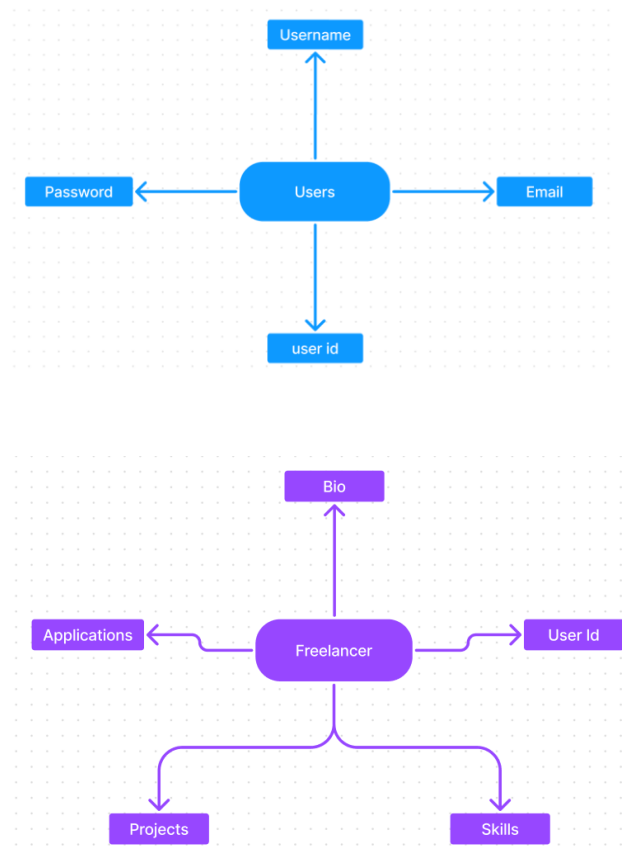 Username
Password
Users
Email
user id
Bio
Applications
Freelancer
User Id
Projects
Skills